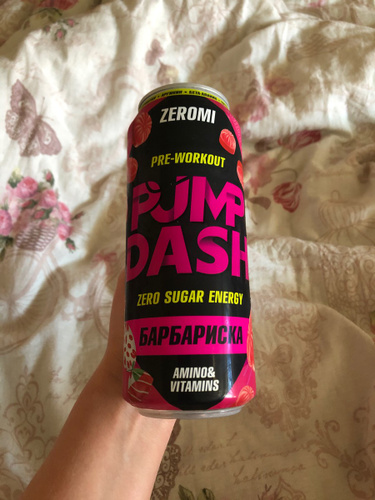 ZEROMI
PRE-WORKOUT
PUMP
DASH
ZERO SUGAR ENERGY
БАРБАРИСКА
AMINO&
VITAMINS